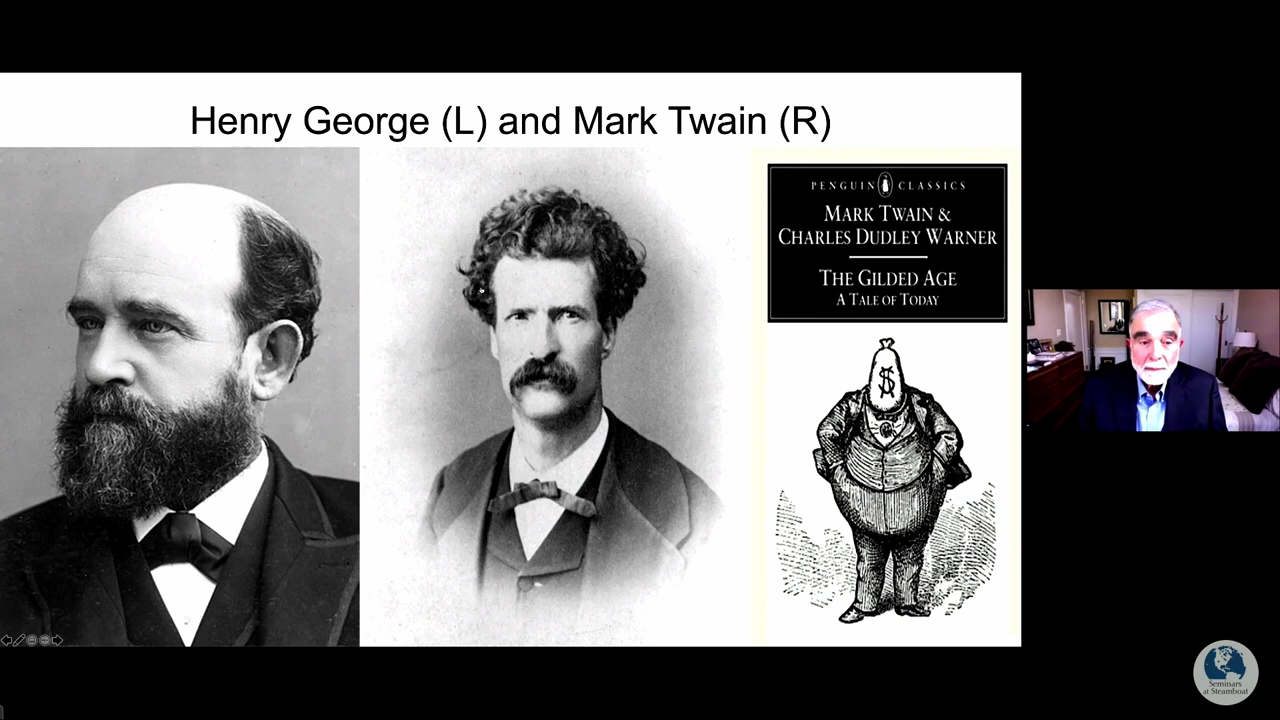 Henry George (L) and Mark Twain (R)
PENGUIN CLASSICS
MARK TWAIN &
CHARLES DUDLEY WARNER
THE GILDED AGE
A TALE OF TODAY
$
Seminars
at Steamboat